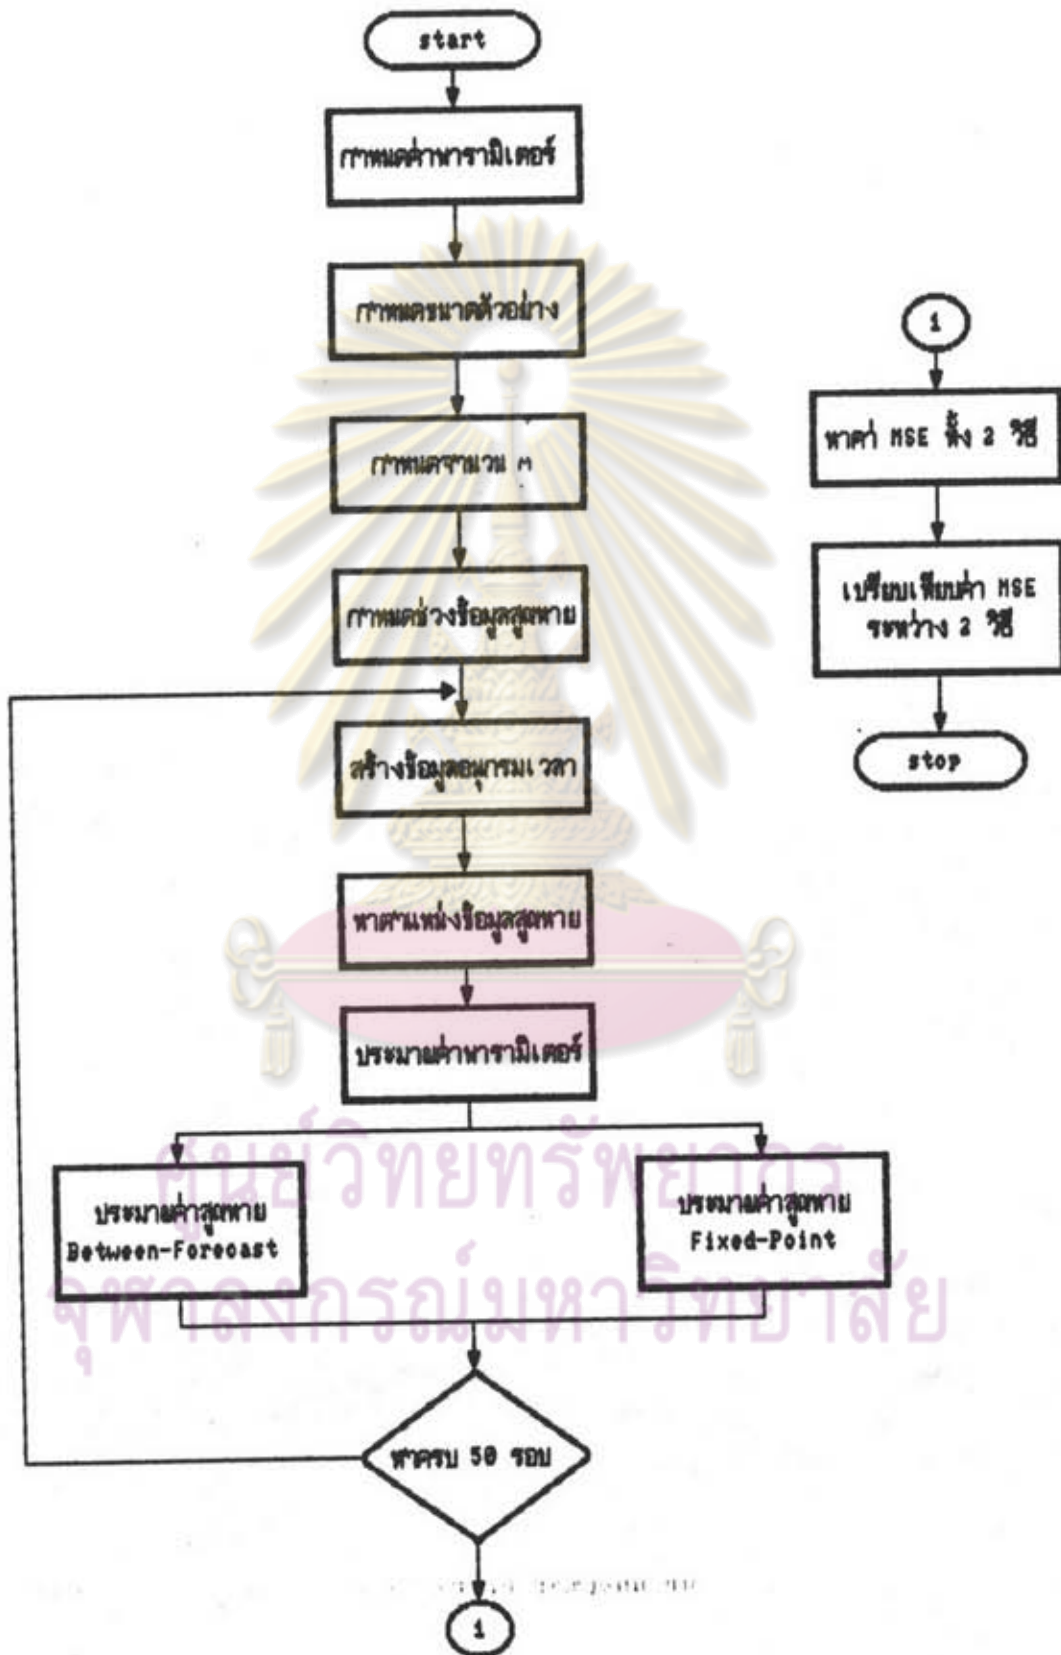 start
กำหนดค่าพารามิเตอร์
กำหนดขนาดตัวอย่าง
กำหนดจำนวน m
กำหนดช่วงข้อมูลสูญหาย
สร้างข้อมูลอนุกรมเวลา
หาตำแหน่งข้อมูลสูญหาย
ประมาณค่าพารามิเตอร์
ประมาณค่าสูญหาย
Between-Forecast
ประมาณค่าสูญหาย
Fixed-Point
ทำครบ 50 รอบ
1
1
หาค่า MSE ทั้ง 2 วิธี
เปรียบเทียบค่า MSE
ระหว่าง 2 วิธี
stop
ศูนย์วิทยทรัพยากร
จุฬาลงกรณ์มหาวิทยาลัย